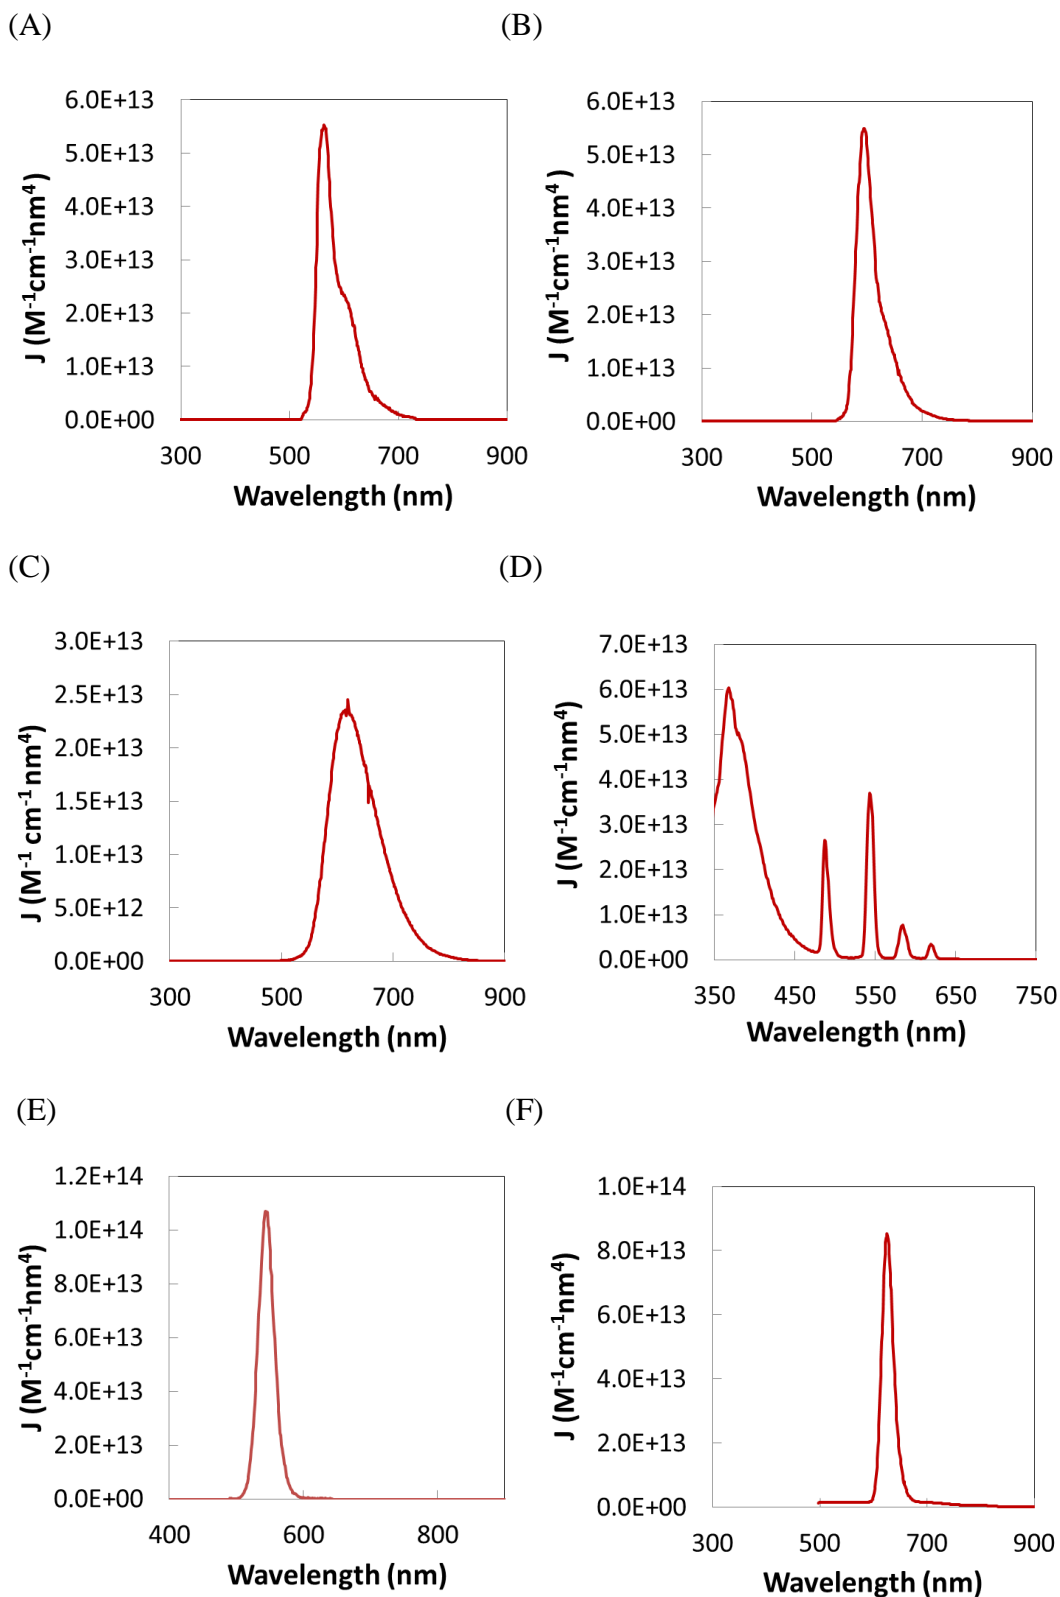 (A) (B)
6.0E+13
5.0E+13
4.0E+13
3.0E+13
2.0E+13
1.0E+13
0.0E+00
J (M⁻¹cm⁻¹nm⁴)
300 500 700 900
Wavelength (nm)
6.0E+13
5.0E+13
4.0E+13
3.0E+13
2.0E+13
1.0E+13
0.0E+00
J (M⁻¹cm⁻¹nm⁴ )
300 500 700 900
Wavelength (nm)
(C) (D)
3.0E+13
2.5E+13
2.0E+13
1.5E+13
1.0E+13
5.0E+12
0.0E+00
J (M⁻¹ cm⁻¹ nm⁴)
300 500 700 900
Wavelength (nm)
7.0E+13
6.0E+13
5.0E+13
4.0E+13
3.0E+13
2.0E+13
1.0E+13
0.0E+00
J (M⁻¹cm⁻¹nm⁴)
350 450 550 650 750
Wavelength (nm)
(E) (F)
1.2E+14
1.0E+14
8.0E+13
6.0E+13
4.0E+13
2.0E+13
0.0E+00
J (M⁻¹cm⁻¹nm⁴)
400 600 800
Wavelength (nm)
1.0E+14
8.0E+13
6.0E+13
4.0E+13
2.0E+13
0.0E+00
J (M⁻¹cm⁻¹nm⁴)
300 500 700 900
Wavelength (nm)